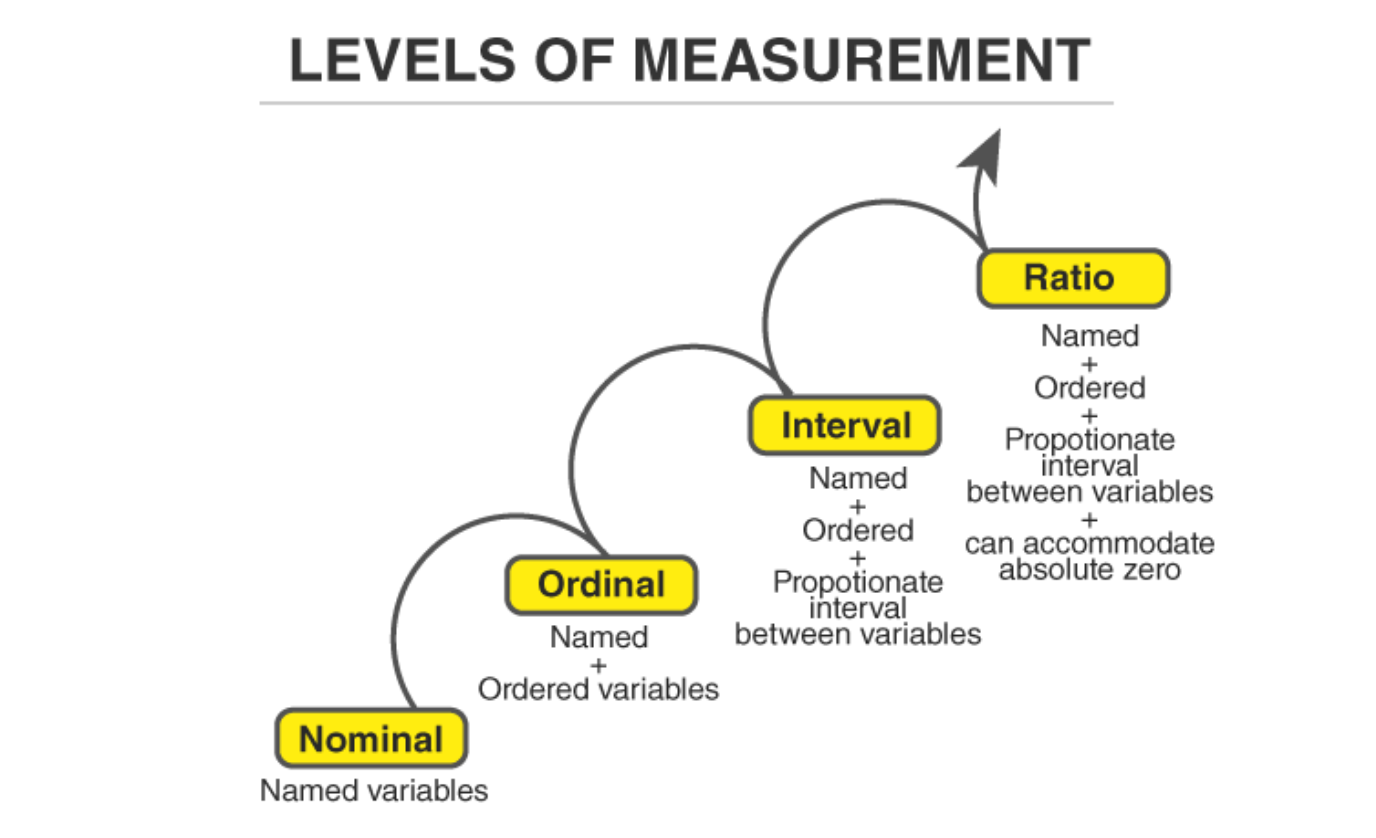 LEVELS OF MEASUREMENT
Ratio
Named
+
Ordered
+
Propotionate
interval
between variables
+
can accommodate
absolute zero
Interval
Named
+
Ordered
+
Propotionate
interval
between variables
Ordinal
Named
+
Ordered variables
Nominal
Named variables